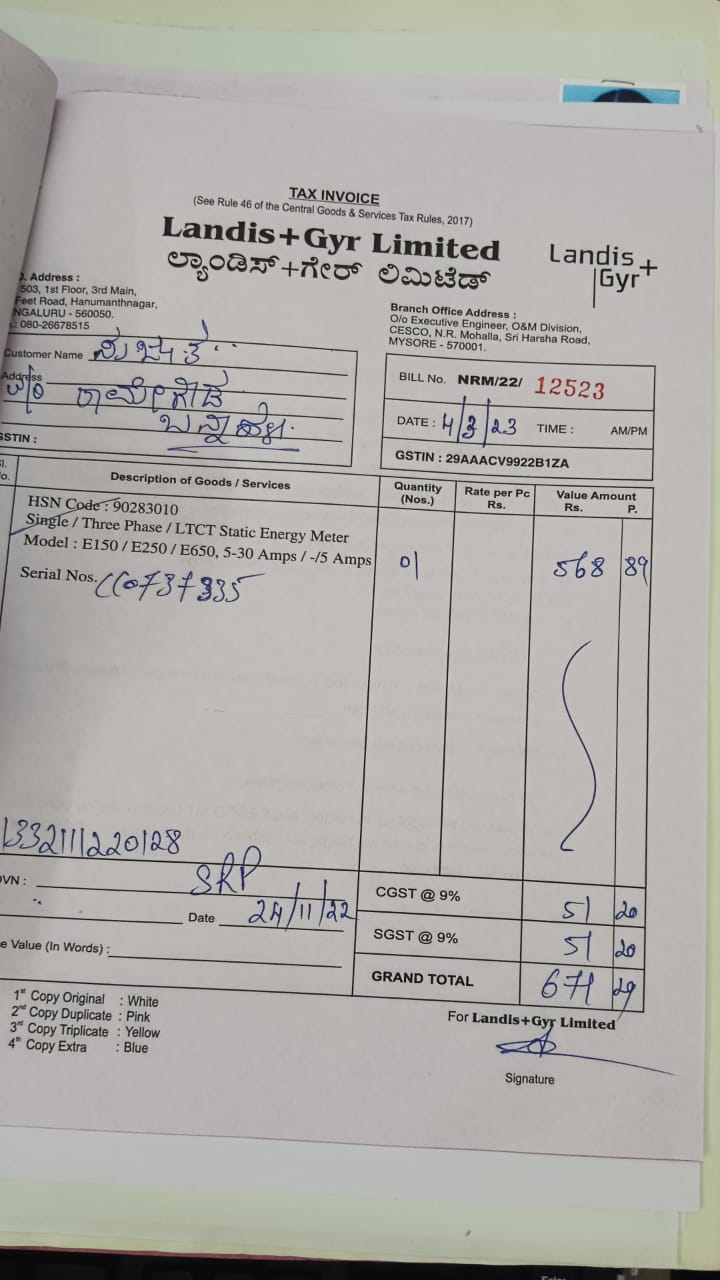 TAX INVOICE
(See Rule 46 of the Central Goods & Services Tax Rules, 2017)
Landis+Gyr Limited
ಲ್ಯಾಂಡಿಸ್+ಗೇರ್ ಲಿಮಿಟೆಡ್
Landis+
Gyr
. Address :
503, 1st Floor, 3rd Main,
Feet Road, Hanumanthnagar,
NGALURU - 560050.
: 080-26678515
Branch Office Address :
O/o Executive Engineer, O&M Division,
CESCO, N.R. Mohalla, Sri Harsha Road,
MYSORE - 570001.
Customer Name
Address
ರಾಮೇಗೌಡ
GSTIN :
BILL No. NRM/22/ 12523
DATE : 4/3/23 TIME : AM/PM
GSTIN : 29AAACV9922B1ZA
l. o. Description of Goods / Services Quantity (Nos.) Rate per Pc Rs. Value Amount Rs. P.
HSN Code : 90283010
Single / Three Phase / LTCT Static Energy Meter
Model : E150 / E250 / E650, 5-30 Amps / -/5 Amps 01 568 89
Serial Nos.
SRP
OVN :
Date 24/11/22
e Value (In Words) :
CGST @ 9% 51 20
SGST @ 9% 51 20
GRAND TOTAL 671 29
1st Copy Original : White
2nd Copy Duplicate : Pink
3rd Copy Triplicate : Yellow
4th Copy Extra : Blue
For Landis+Gyr Limited
Signature